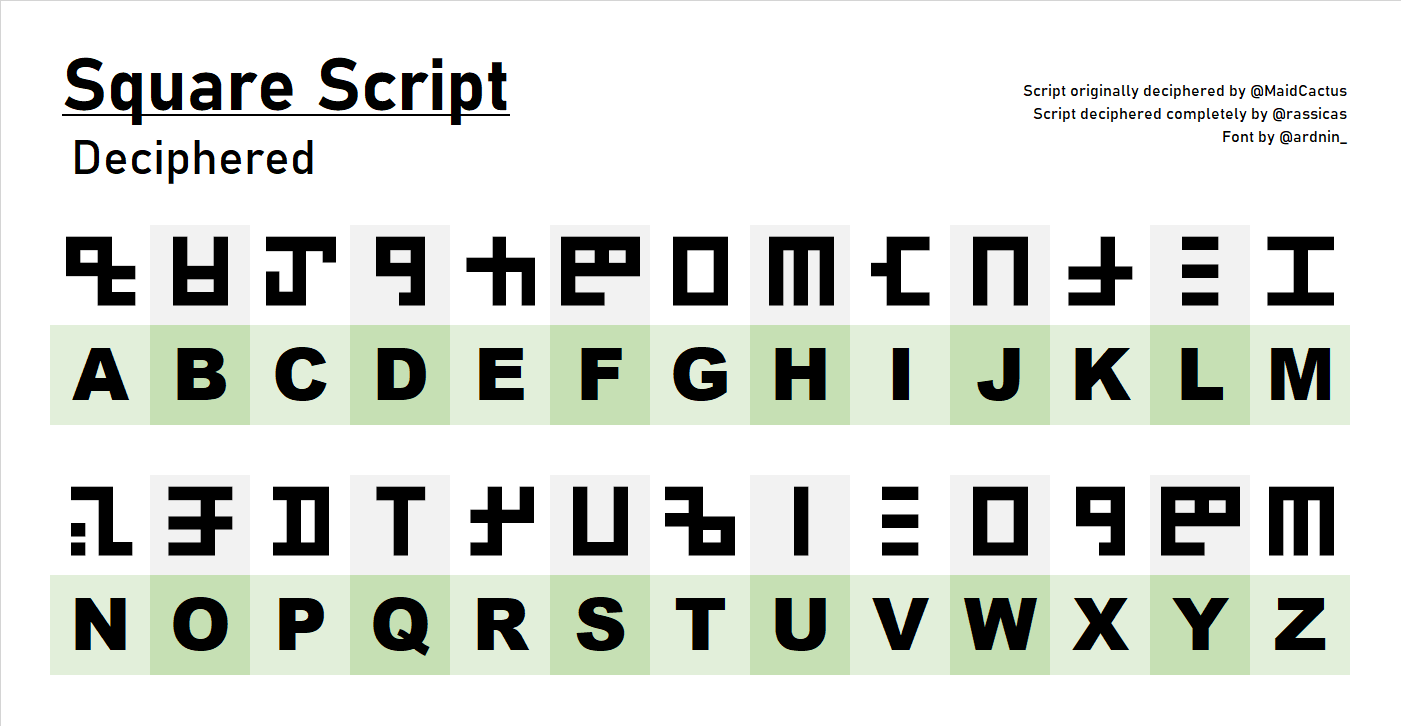 Square Script
Deciphered
Script originally deciphered by @MaidCactus
Script deciphered completely by @rassicas
Font by @ardnin_
A B C D E F G H I J K L M
N O P Q R S T U V W X Y Z